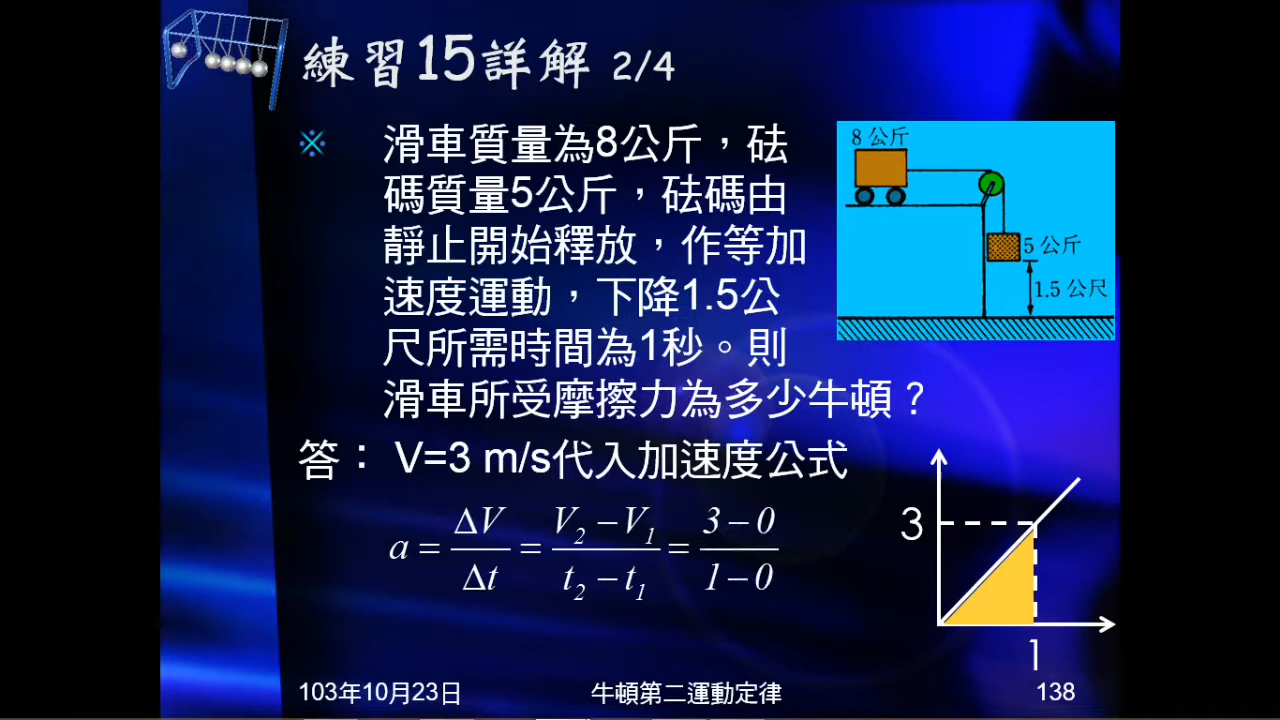 練習15詳解 2/4
※ 滑車質量為8公斤，砝
碼質量5公斤，砝碼由
靜止開始釋放，作等加
速度運動，下降1.5公
尺所需時間為1秒。則
滑車所受摩擦力為多少牛頓？
8 公斤
5 公斤
1.5 公尺
答： V=3 m/s代入加速度公式
a = ΔV/Δt = (V₂ − V₁)/(t₂ − t₁) = (3 − 0)/(1 − 0)
3
1
103年10月23日
牛頓第二運動定律
138